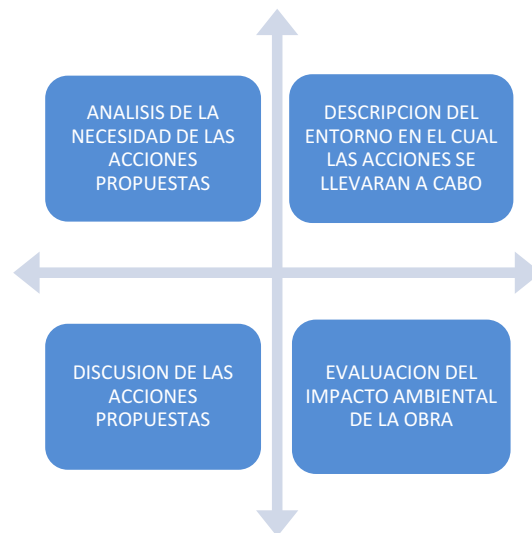 ANALISIS DE LA
NECESIDAD DE LAS
ACCIONES
PROPUESTAS
DESCRIPCION DEL
ENTORNO EN EL CUAL
LAS ACCIONES SE
LLEVARAN A CABO
DISCUSION DE LAS
ACCIONES
PROPUESTAS
EVALUACION DEL
IMPACTO AMBIENTAL
DE LA OBRA